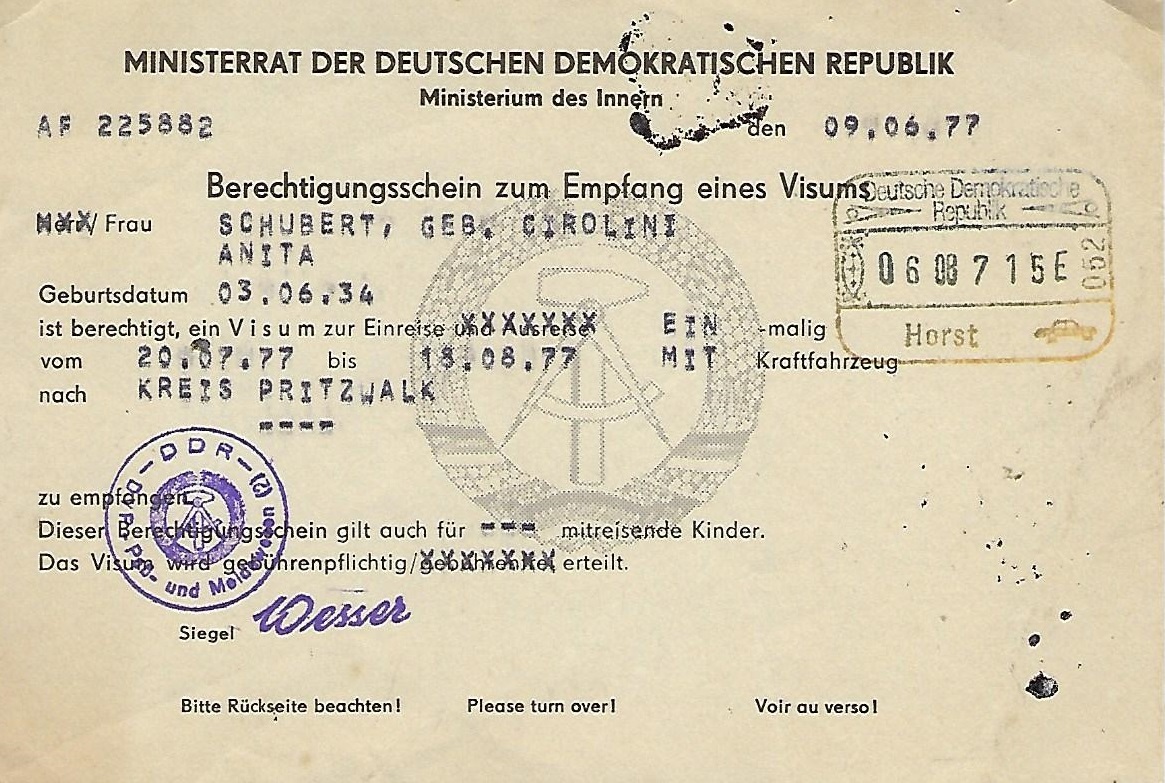 MINISTERRAT DER DEUTSCHEN DEMOKRATISCHEN REPUBLIK
Ministerium des Innern
AF 225882 den 09.06.77
Berechtigungsschein zum Empfang eines Visums
Herrn/ Frau SCHUBERT, GEB. CIROLINI
ANITA
Geburtsdatum 03.06.34
ist berechtigt, ein Visum zur Einreise und Ausreise EIN -malig
vom 20.07.77 bis 18.08.77 MIT Kraftfahrzeug
nach KREIS PRITZWALK
----
zu empfangen.
Dieser Berechtigungsschein gilt auch für --- mitreisende Kinder.
Das Visum wird gebührenpflichtig/gebührenfrei erteilt.
Siegel Wesser
Bitte Rückseite beachten! Please turn over! Voir au verso!
Deutsche Demokratische
Republik
06 08 7 15E 052
Horst
DDR
Paß- und Meldewesen